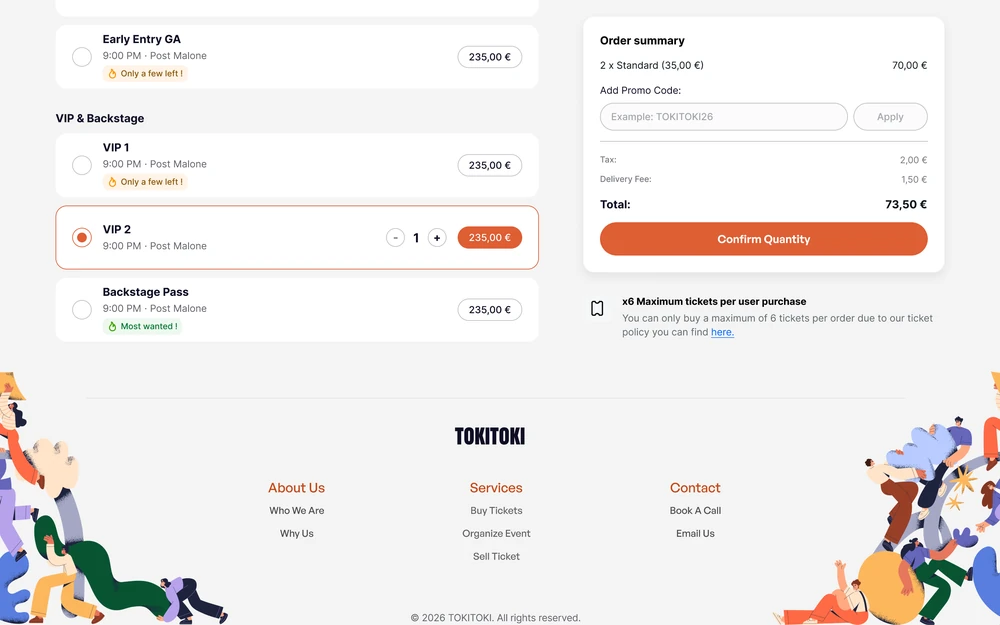 Early Entry GA
9:00 PM · Post Malone
Only a few left !
235,00 €
VIP & Backstage
VIP 1
9:00 PM · Post Malone
Only a few left !
235,00 €
VIP 2
9:00 PM · Post Malone
- 1 +
235,00 €
Backstage Pass
9:00 PM · Post Malone
Most wanted !
235,00 €
Order summary
2 x Standard (35,00 €) 70,00 €
Add Promo Code:
Example: TOKITOKI26 Apply
Tax: 2,00 €
Delivery Fee: 1,50 €
Total: 73,50 €
Confirm Quantity
x6 Maximum tickets per user purchase
You can only buy a maximum of 6 tickets per order due to our ticket
policy you can find here.
TOKITOKI
About Us
Who We Are
Why Us
Services
Buy Tickets
Organize Event
Sell Ticket
Contact
Book A Call
Email Us
© 2026 TOKITOKI. All rights reserved.